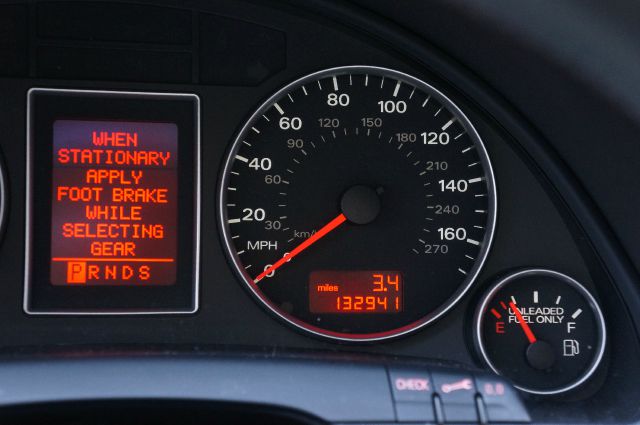 WHEN
STATIONARY
APPLY
FOOT BRAKE
WHILE
SELECTING
GEAR
P R N D S
0 20 40 60 80 100 120 140 160
30 60 90 120 150 180 210 240 270
MPH
km/h
miles 3.4
132941
UNLEADED
FUEL ONLY
E F
CHECK 0.0